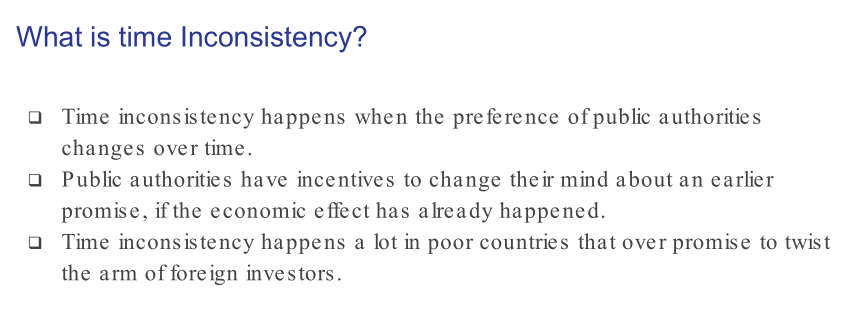 What is time Inconsistency?
❑ Time inconsistency happens when the preference of public authorities
changes over time.
❑ Public authorities have incentives to change their mind about an earlier
promise, if the economic effect has already happened.
❑ Time inconsistency happens a lot in poor countries that over promise to twist
the arm of foreign investors.